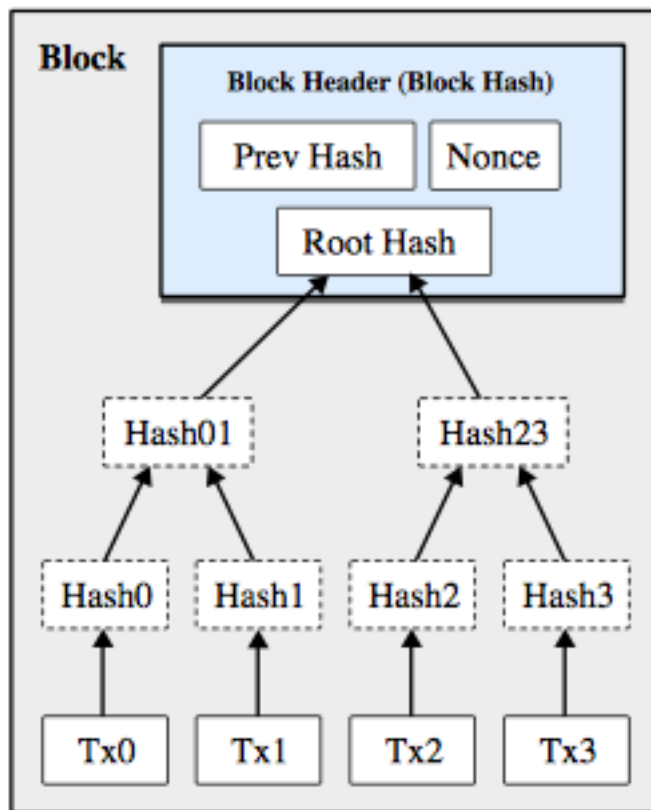 Block
Block Header (Block Hash)
Prev Hash Nonce
Root Hash
Hash01 Hash23
Hash0 Hash1 Hash2 Hash3
Tx0 Tx1 Tx2 Tx3